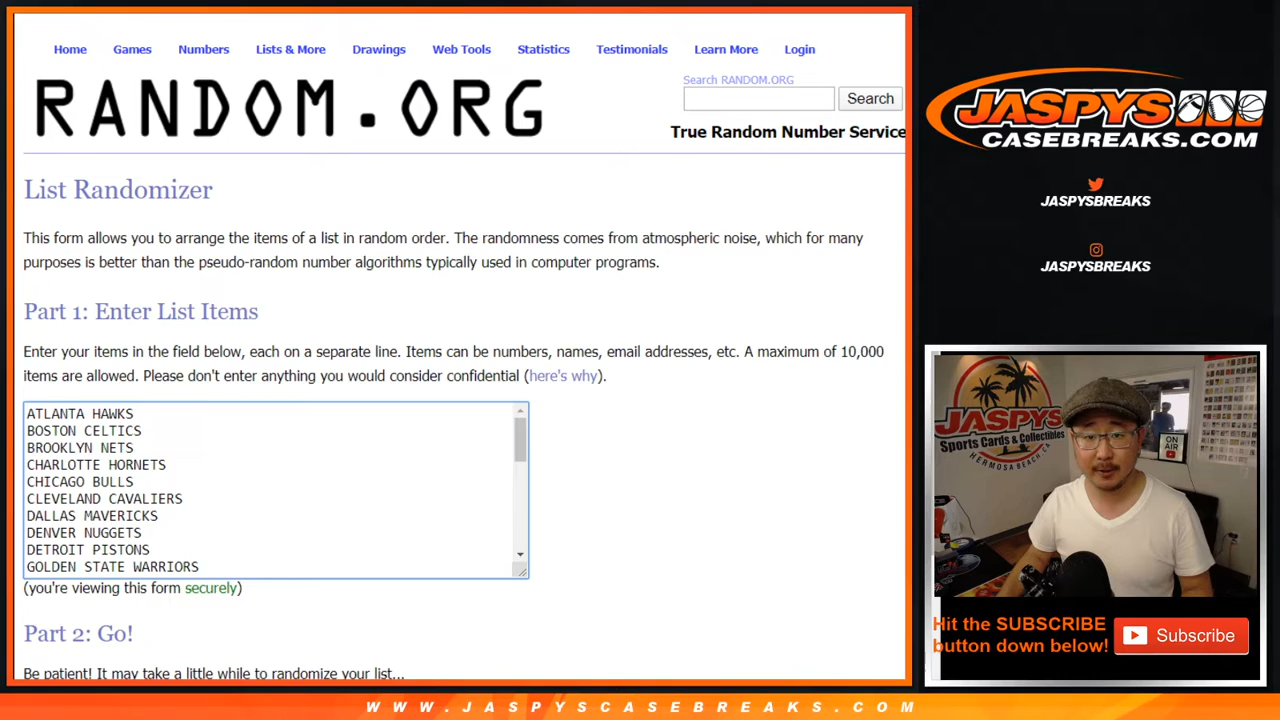 Home Games Numbers Lists & More Drawings Web Tools Statistics Testimonials Learn More Login
RANDOM.ORG
Search RANDOM.ORG
Search
True Random Number Service
List Randomizer
This form allows you to arrange the items of a list in random order. The randomness comes from atmospheric noise, which for many
purposes is better than the pseudo-random number algorithms typically used in computer programs.
Part 1: Enter List Items
Enter your items in the field below, each on a separate line. Items can be numbers, names, email addresses, etc. A maximum of 10,000
items are allowed. Please don't enter anything you would consider confidential (here's why).
ATLANTA HAWKS
BOSTON CELTICS
BROOKLYN NETS
CHARLOTTE HORNETS
CHICAGO BULLS
CLEVELAND CAVALIERS
DALLAS MAVERICKS
DENVER NUGGETS
DETROIT PISTONS
GOLDEN STATE WARRIORS
(you're viewing this form securely)
Part 2: Go!
Be patient! It may take a little while to randomize your list...
JASPYS
CASEBREAKS.COM
JASPYSBREAKS
JASPYSBREAKS
JASPYS
Sports Cards & Collectibles
HERMOSA BEACH, CA
ON
AIR
Hit the SUBSCRIBE
button down below!
Subscribe
WWW.JASPYSCASEBREAKS.COM